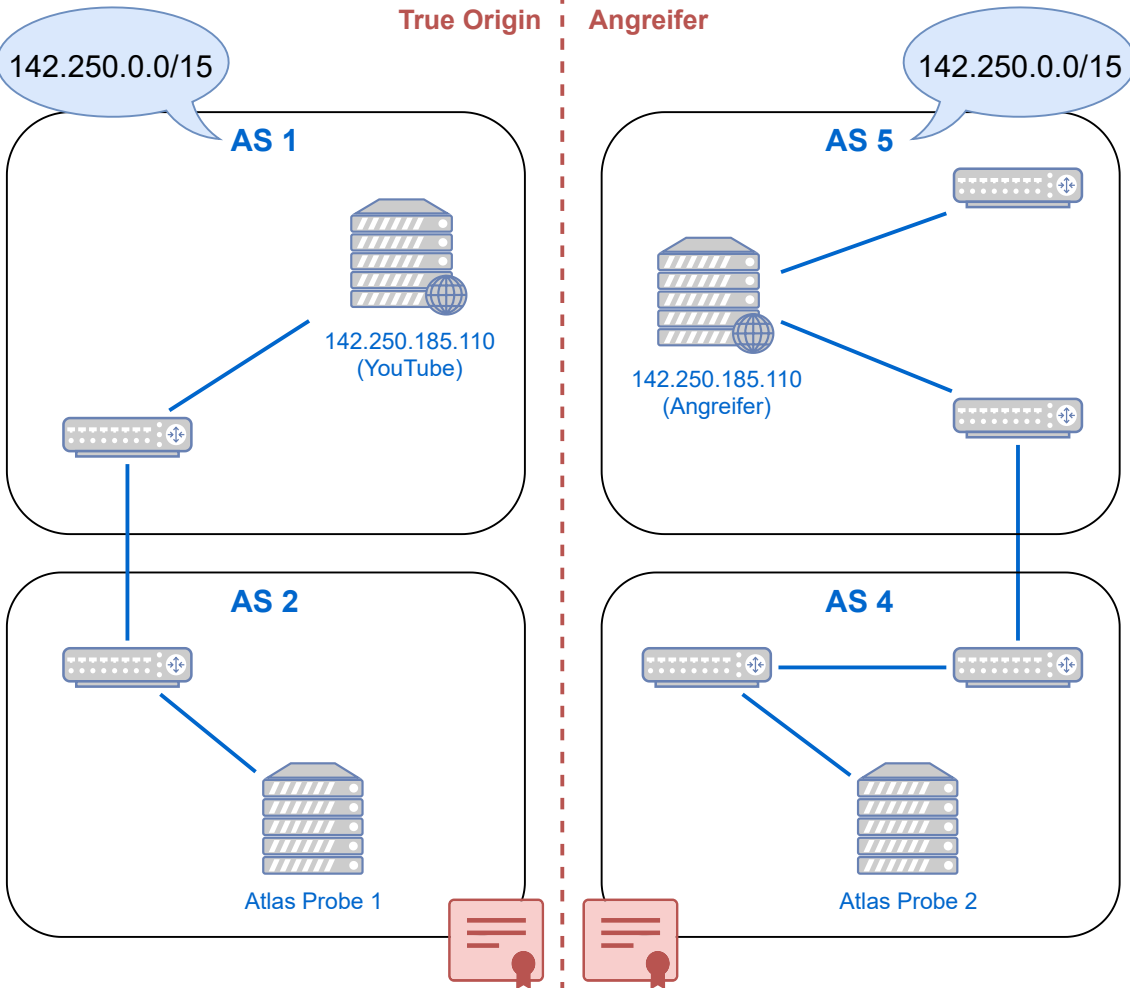 True Origin
Angreifer
142.250.0.0/15
142.250.0.0/15
AS 1
AS 5
142.250.185.110
(YouTube)
142.250.185.110
(Angreifer)
AS 2
AS 4
Atlas Probe 1
Atlas Probe 2